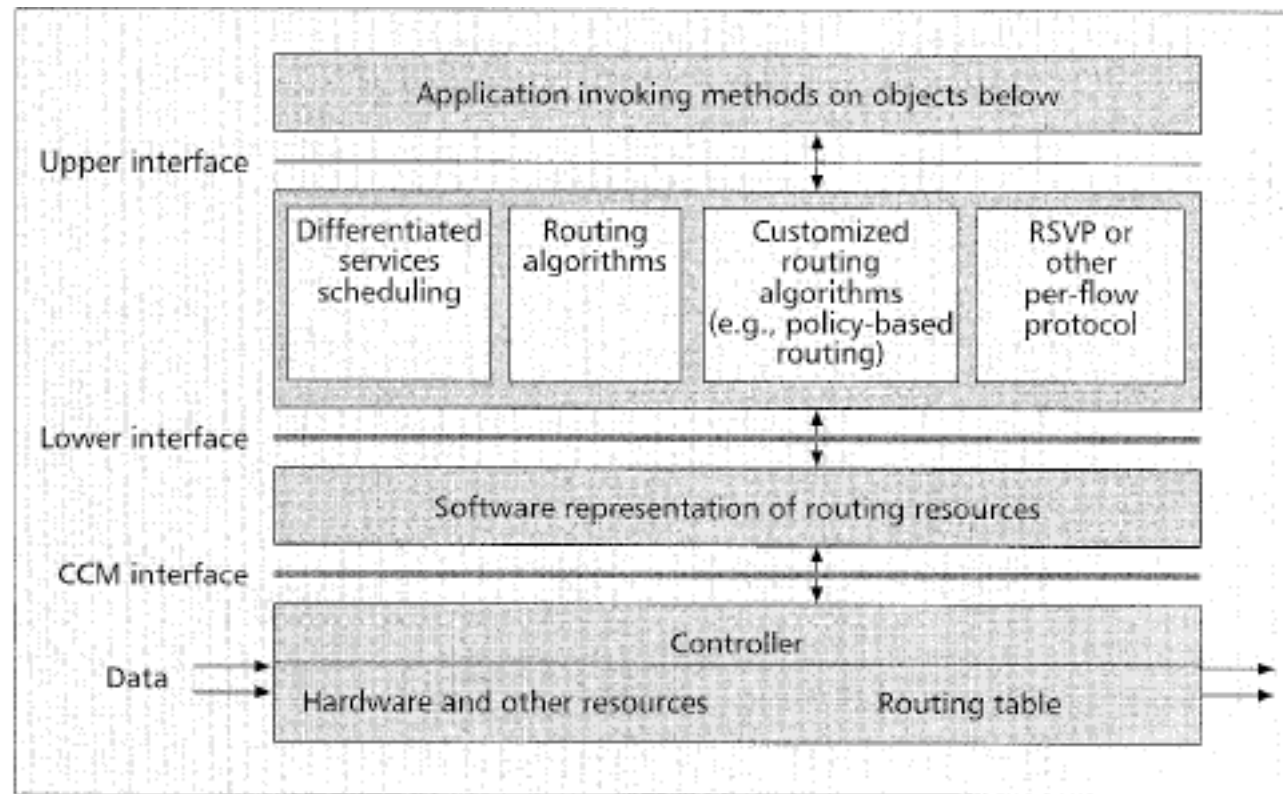 Application invoking methods on objects below
Upper interface
Differentiated
services
scheduling
Routing
algorithms
Customized
routing
algorithms
(e.g., policy-based
routing)
RSVP or
other
per-flow
protocol
Lower interface
Software representation of routing resources
CCM interface
Controller
Data
Hardware and other resources
Routing table